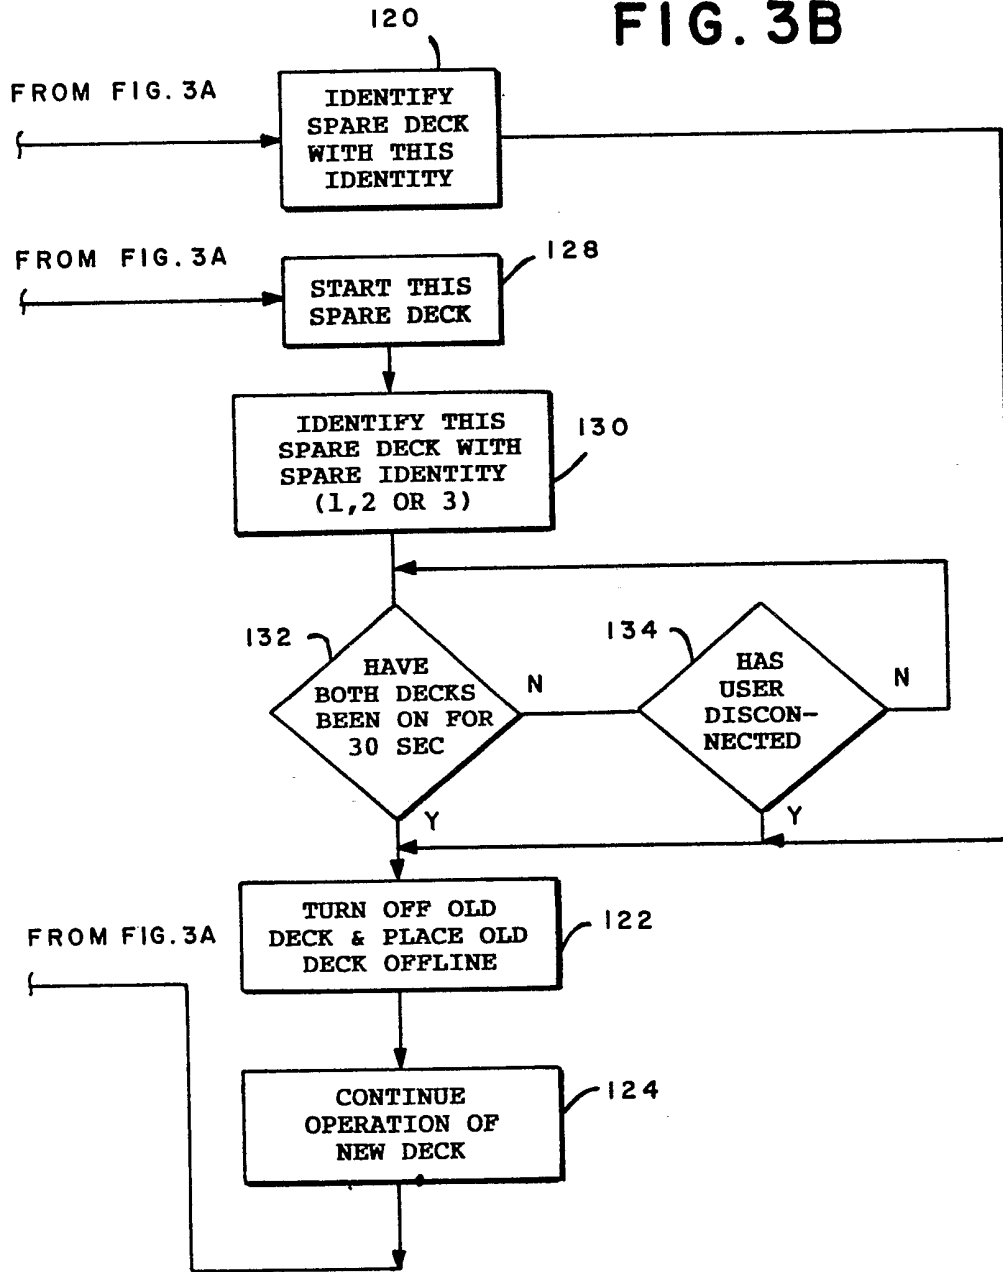 120
FIG. 3B
FROM FIG. 3A
IDENTIFY
SPARE DECK
WITH THIS
IDENTITY
FROM FIG. 3A
128
START THIS
SPARE DECK
IDENTIFY THIS
SPARE DECK WITH
SPARE IDENTITY
(1,2 OR 3)
130
132
HAVE
BOTH DECKS
BEEN ON FOR
30 SEC
N
Y
134
HAS
USER
DISCON-
NECTED
N
Y
TURN OFF OLD
DECK & PLACE OLD
DECK OFFLINE
122
FROM FIG. 3A
CONTINUE
OPERATION OF
NEW DECK
124